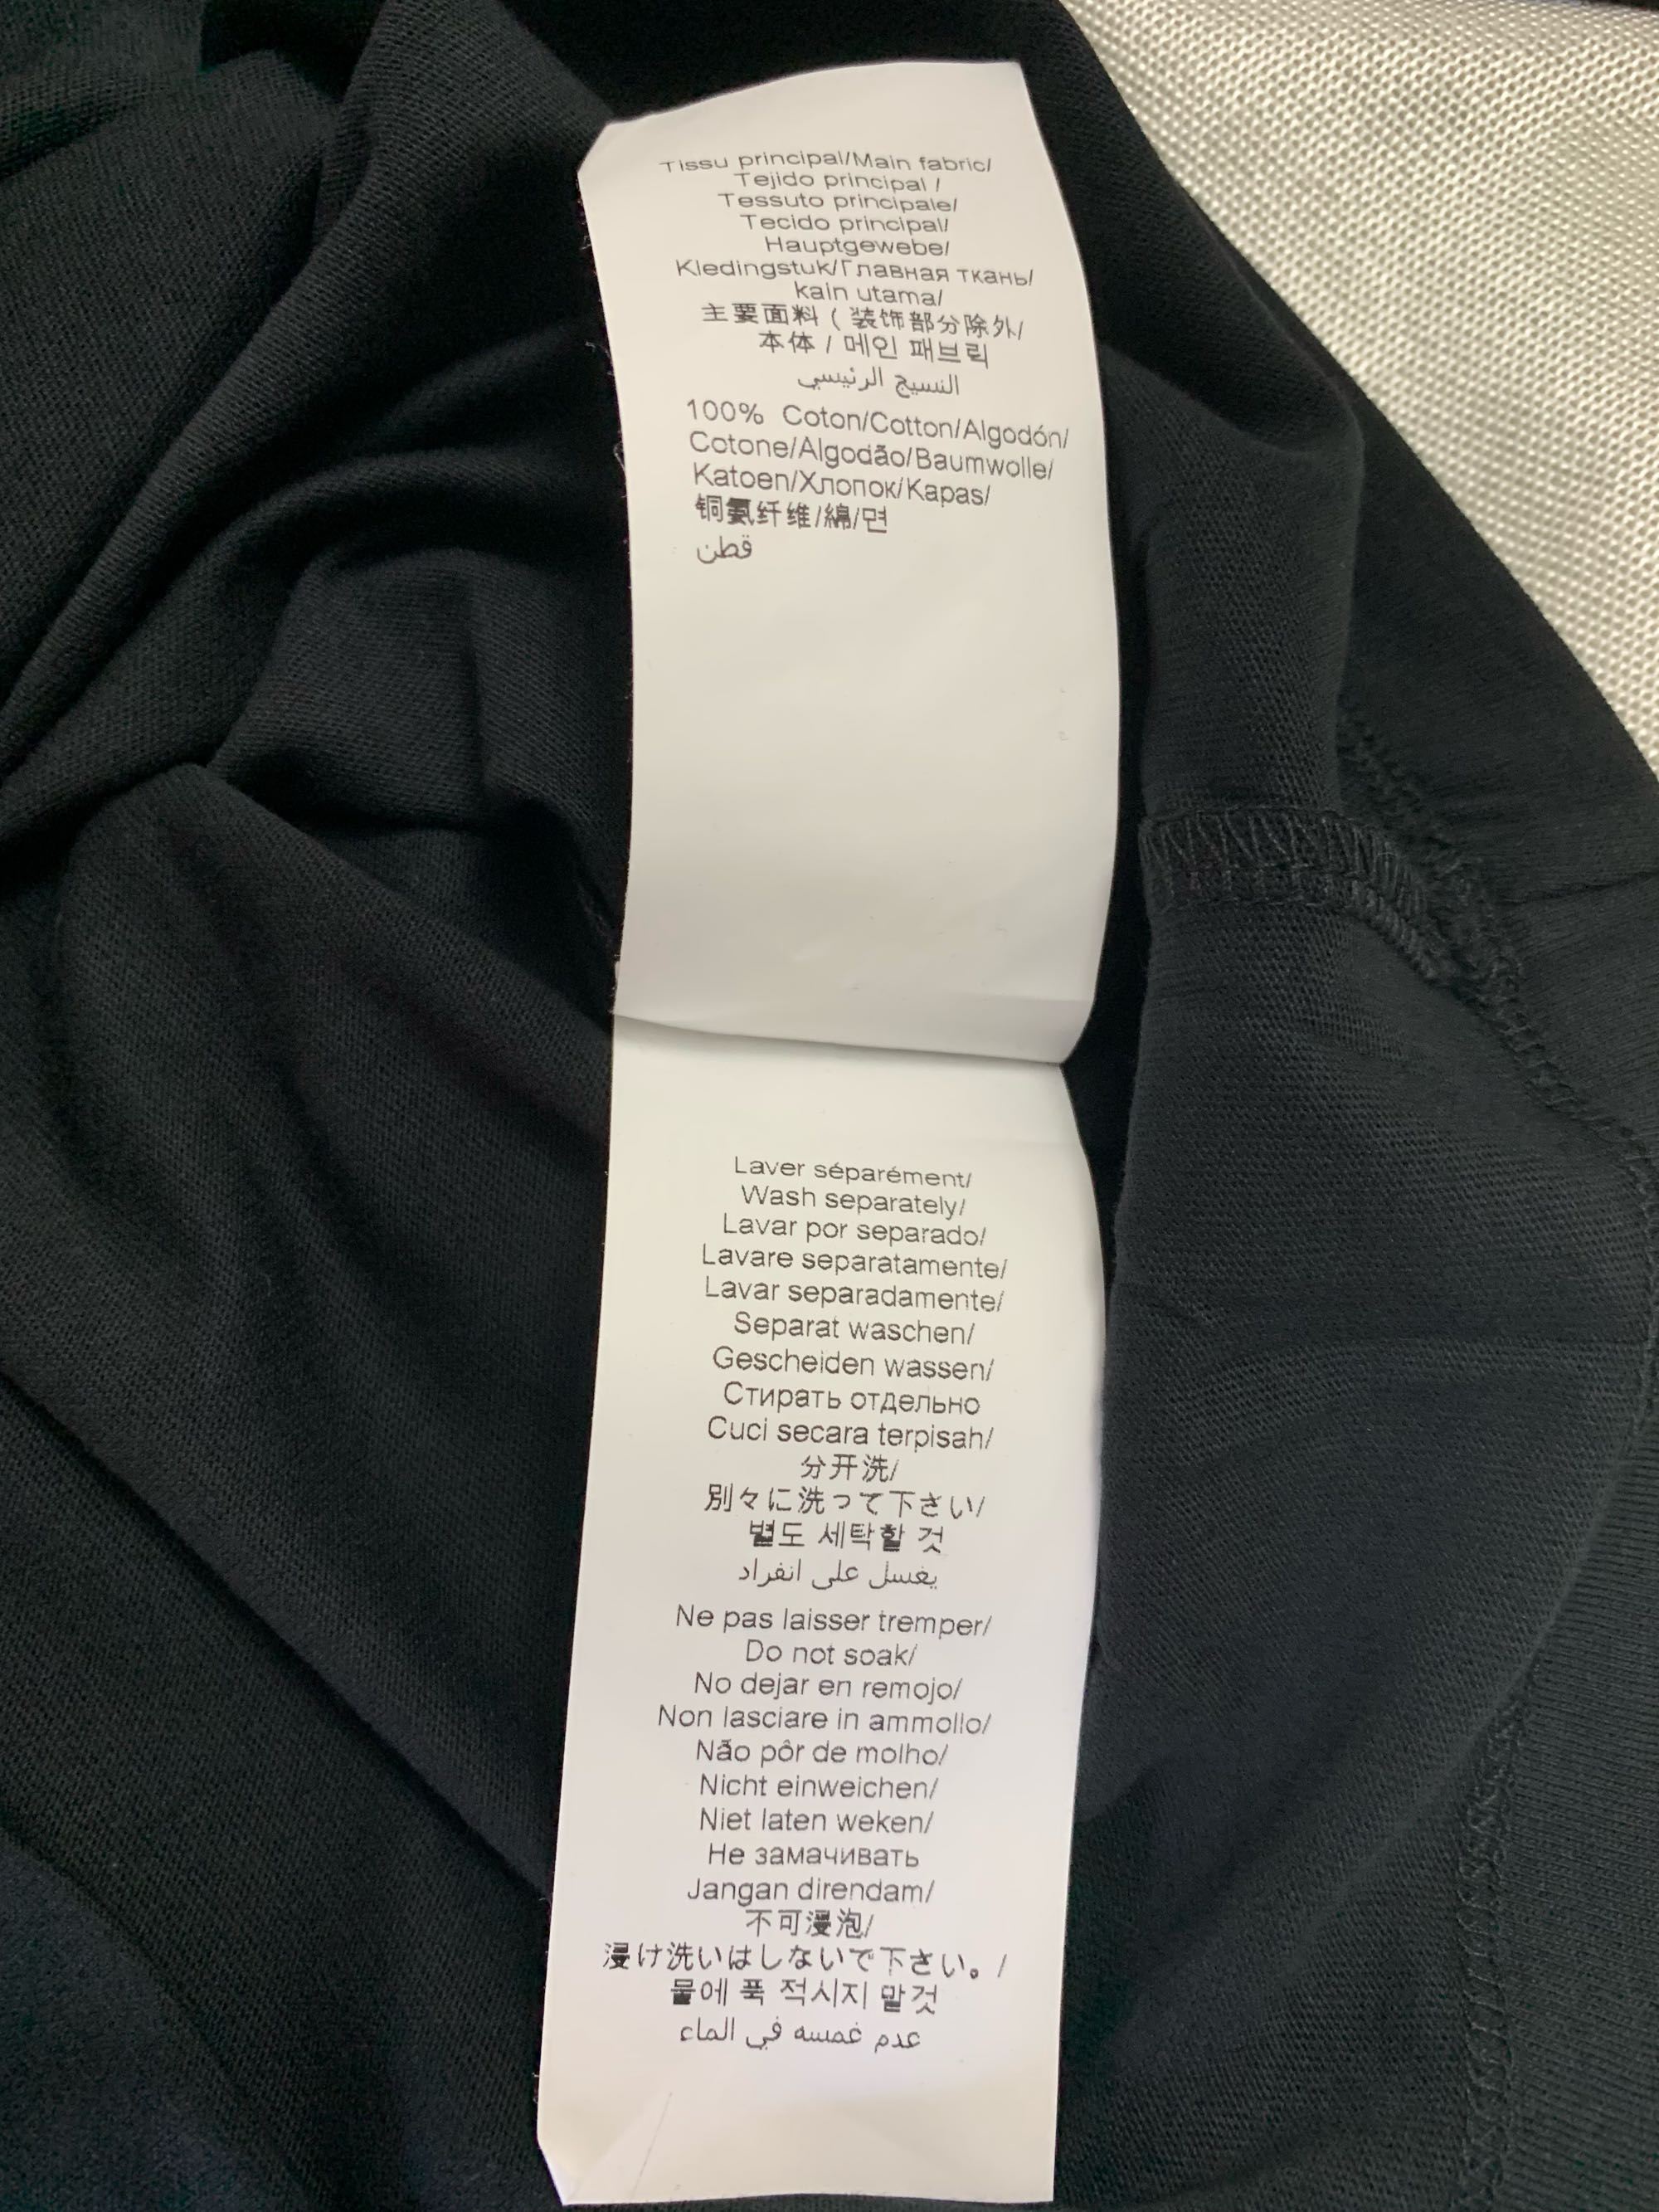 Tissu principal/Main fabric/
Tejido principal /
Tessuto principale/
Tecido principal/
Hauptgewebe/
Kledingstuk/Главная ткань/
kain utama/
主要面料 ( 装饰部分除外/
本体 / 메인 패브릭
النسيج الرئيسي
100% Coton/Cotton/Algodón/
Cotone/Algodão/Baumwolle/
Katoen/Хлопок/Kapas/
铜氨纤维/綿/면
قطن
Laver séparément/
Wash separately/
Lavar por separado/
Lavare separatamente/
Lavar separadamente/
Separat waschen/
Gescheiden wassen/
Стирать отдельно
Cuci secara terpisah/
分开洗/
別々に洗って下さい/
별도 세탁할 것
يغسل على انفراد
Ne pas laisser tremper/
Do not soak/
No dejar en remojo/
Non lasciare in ammollo/
Não pôr de molho/
Nicht einweichen/
Niet laten weken/
Не замачивать
Jangan direndam/
不可浸泡/
浸け洗いはしないで下さい。/
물에 푹 적시지 말것
عدم غمسه في الماء